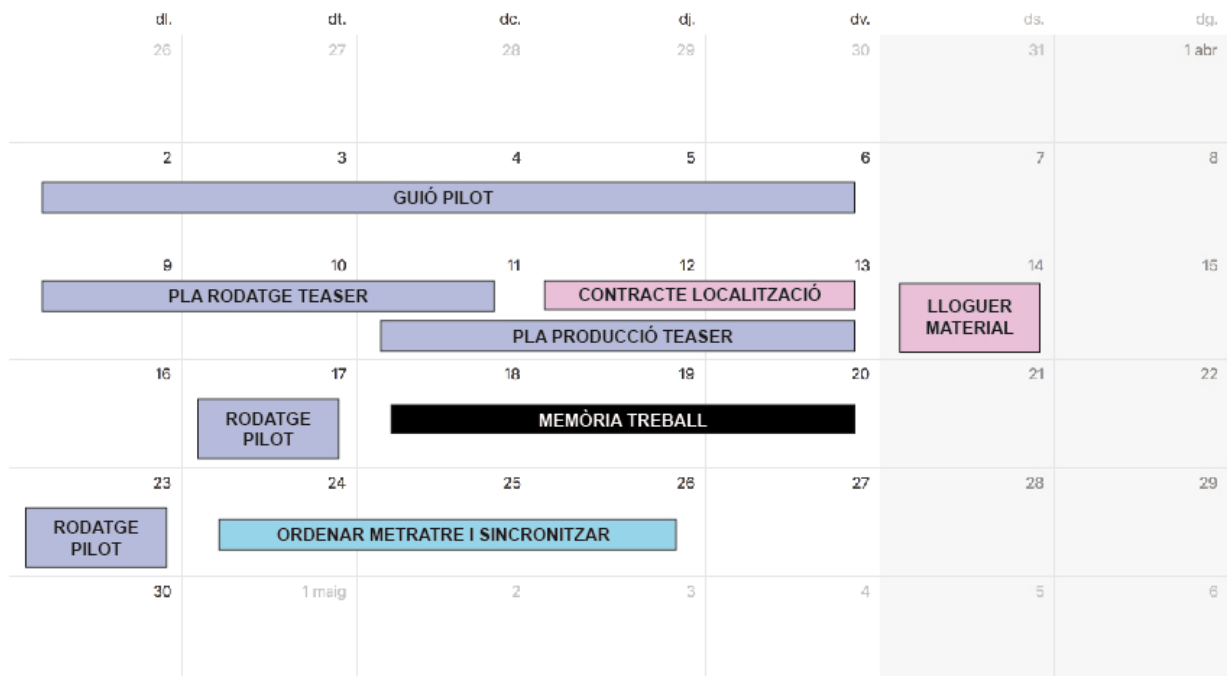 dl. dt. dc. dj. dv. ds. dg.
26 27 28 29 30 31 1 abr
2 3 4 5 6 7 8
GUIÓ PILOT
9 10 11 12 13 14 15
PLA RODATGE TEASER
CONTRACTE LOCALITZACIÓ
LLOGUER
MATERIAL
PLA PRODUCCIÓ TEASER
16 17 18 19 20 21 22
RODATGE
PILOT
MEMÒRIA TREBALL
23 24 25 26 27 28 29
RODATGE
PILOT
ORDENAR METRATRE I SINCRONITZAR
30 1 maig 2 3 4 5 6